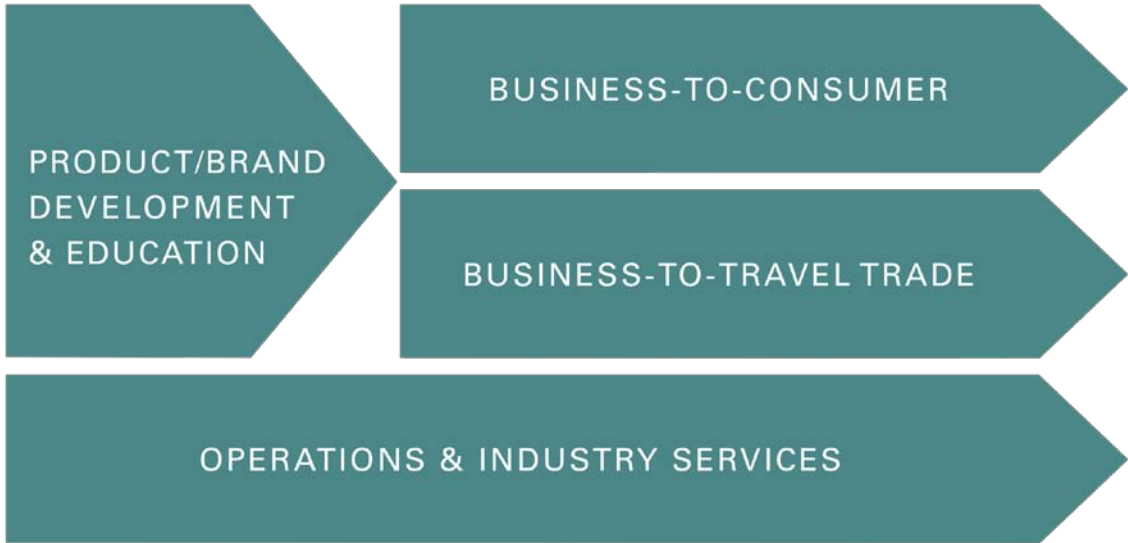 PRODUCT/BRAND
DEVELOPMENT
& EDUCATION
BUSINESS-TO-CONSUMER
BUSINESS-TO-TRAVEL TRADE
OPERATIONS & INDUSTRY SERVICES